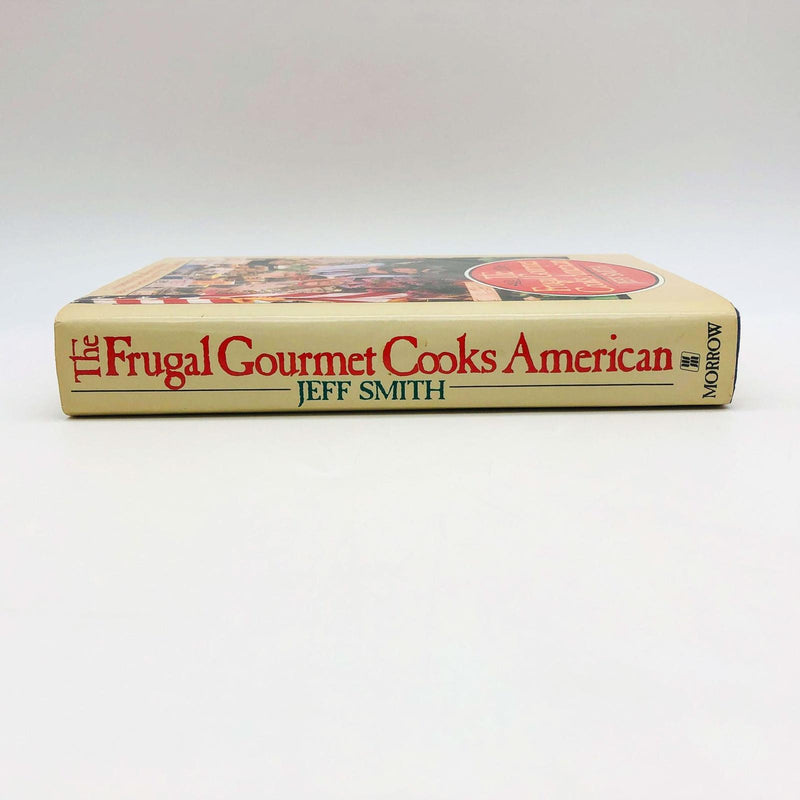 The Frugal Gourmet Cooks American
JEFF SMITH
MORROW